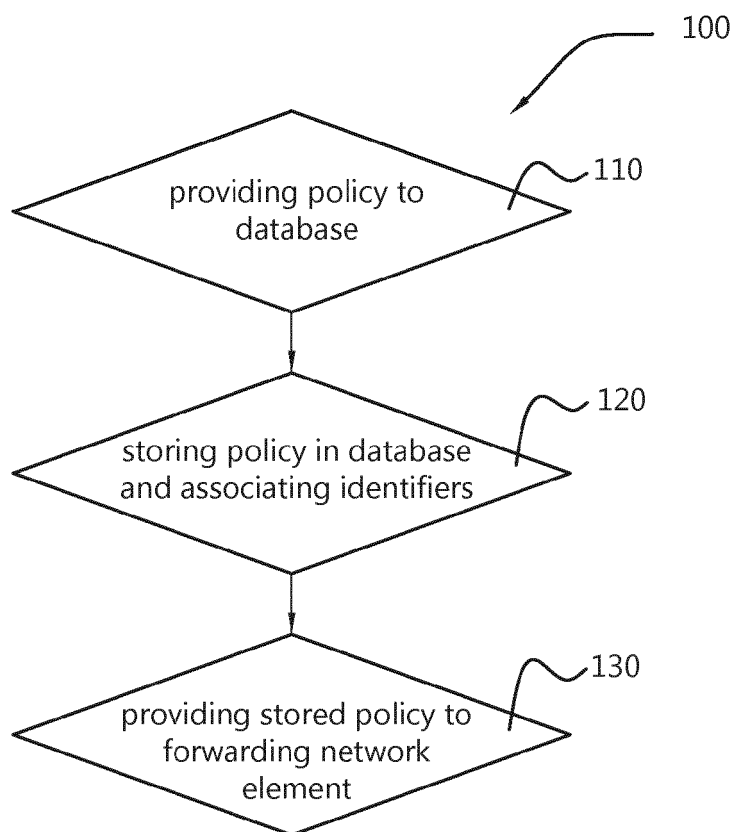 100
110
providing policy to
database
120
storing policy in database
and associating identifiers
130
providing stored policy to
forwarding network
element